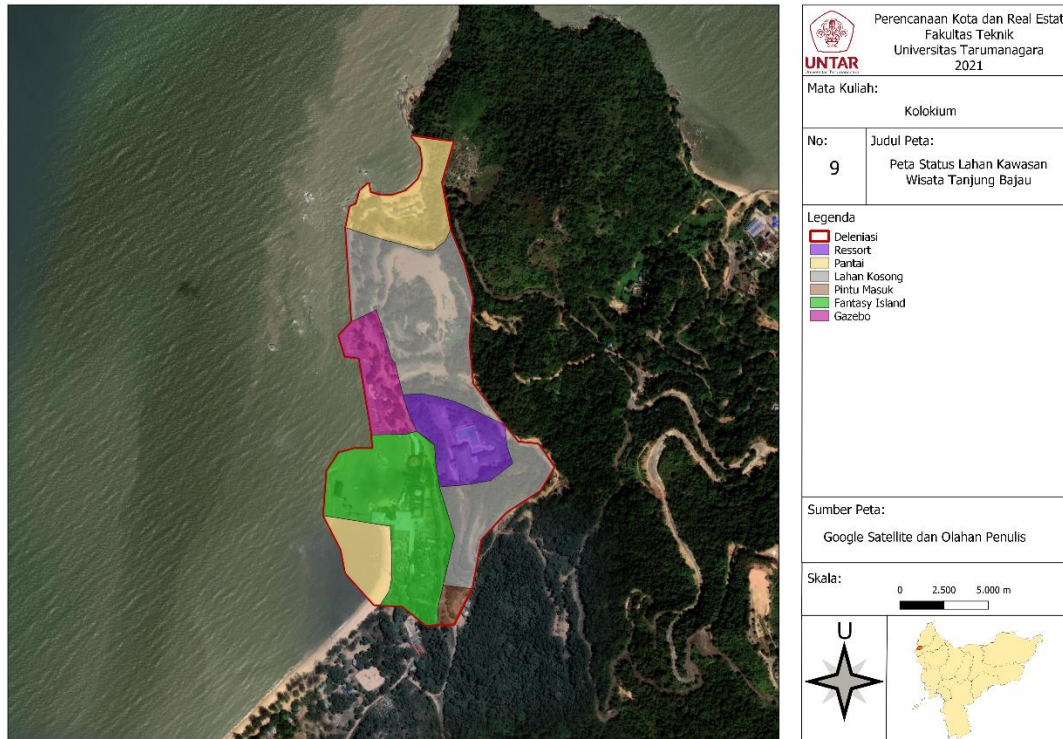 UNTAR
Universitas Tarumanagara
Perencanaan Kota dan Real Estat
Fakultas Teknik
Universitas Tarumanagara
2021
Mata Kuliah:
Kolokium
No:
9
Judul Peta:
Peta Status Lahan Kawasan
Wisata Tanjung Bajau
Legenda
Deleniasi
Ressort
Pantai
Lahan Kosong
Pintu Masuk
Fantasy Island
Gazebo
Sumber Peta:
Google Satellite dan Olahan Penulis
Skala:
0 2.500 5.000 m
U